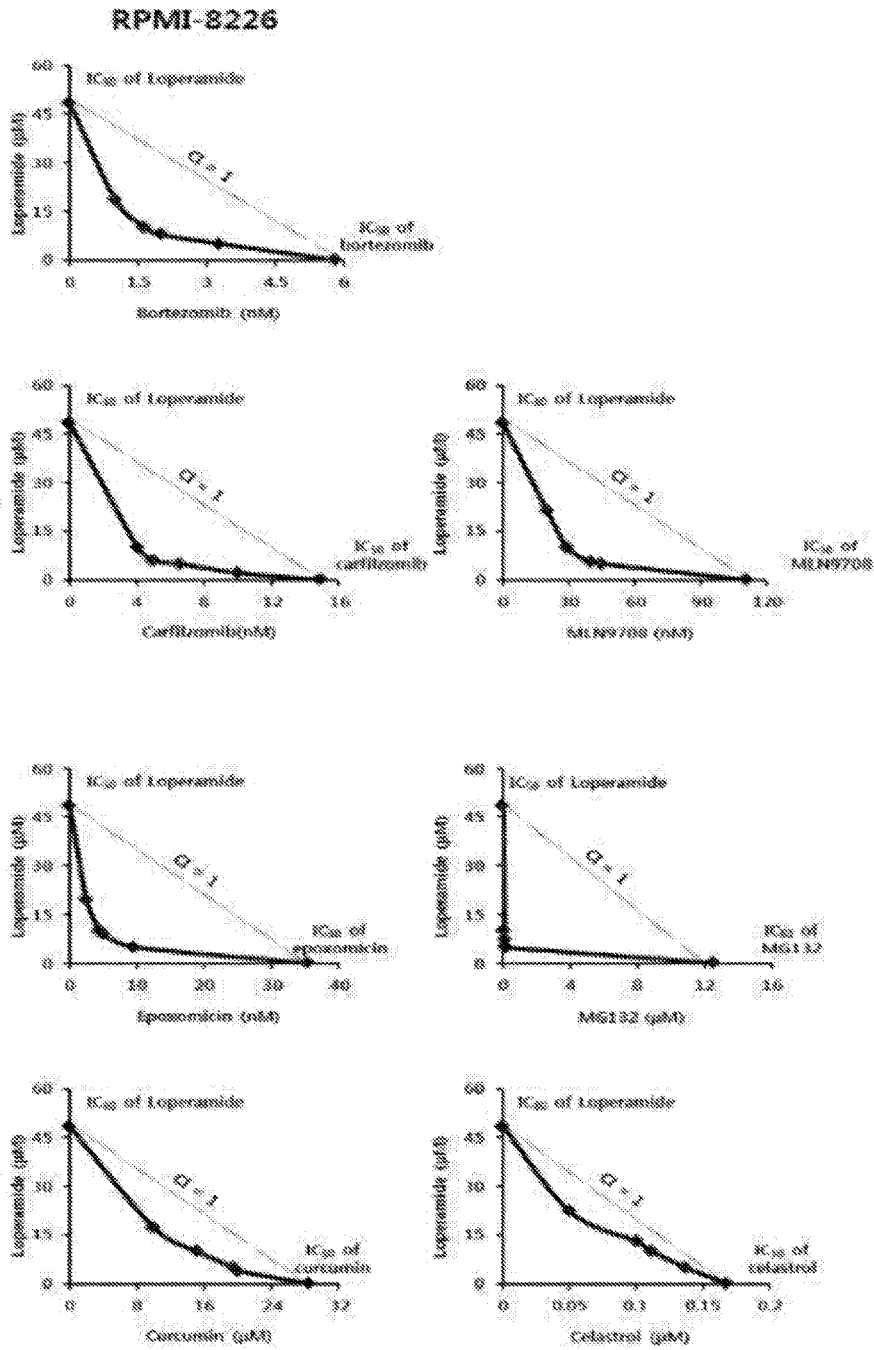 RPMI-8226
60
IC₅₀ of Loperamide
45
30
15
0
Loperamide (μM)
CI = 1
IC₅₀ of
bortezomib
0 1.5 3 4.5 6
Bortezomib (nM)
60
IC₅₀ of Loperamide
45
30
15
0
Loperamide (μM)
CI = 1
IC₅₀ of
carfilzomib
0 4 8 12 16
Carfilzomib(nM)
60
IC₅₀ of Loperamide
45
30
15
0
Loperamide (μM)
CI = 1
IC₅₀ of
MLN9708
0 30 60 90 120
MLN9708 (nM)
60
IC₅₀ of Loperamide
45
30
15
0
Loperamide (μM)
CI = 1
IC₅₀ of
epoxomicin
0 10 20 30 40
Epoxomicin (nM)
60
IC₅₀ of Loperamide
45
30
15
0
Loperamide (μM)
CI = 1
IC₅₀ of
MG132
0 4 8 12 16
MG132 (μM)
60
IC₅₀ of Loperamide
45
30
15
0
Loperamide (μM)
CI = 1
IC₅₀ of
curcumin
0 8 16 24 32
Curcumin (μM)
60
IC₅₀ of Loperamide
45
30
15
0
Loperamide (μM)
CI = 1
IC₅₀ of
celastrol
0 0.05 0.1 0.15 0.2
Celastrol (μM)